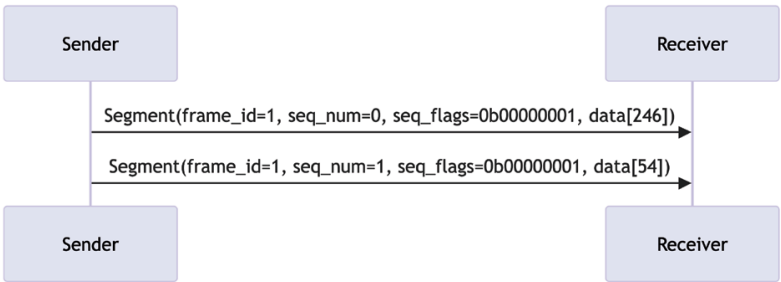 Sender
Receiver
Segment(frame_id=1, seq_num=0, seq_flags=0b00000001, data[246])
Segment(frame_id=1, seq_num=1, seq_flags=0b00000001, data[54])
Sender
Receiver